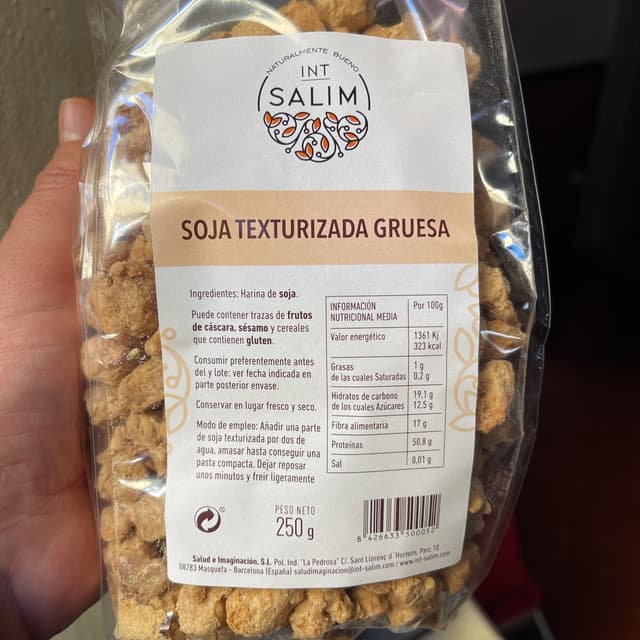 NATURALMENTE BUENO
INT
SALIM
SOJA TEXTURIZADA GRUESA
Ingredientes: Harina de soja.
Puede contener trazas de frutos
de cáscara, sésamo y cereales
que contienen gluten.
Consumir preferentemente antes
del y lote: ver fecha indicada en
parte posterior envase.
Conservar en lugar fresco y seco.
Modo de empleo: Añadir una parte
de soja texturizada por dos de
agua, amasar hasta conseguir una
pasta compacta. Dejar reposar
unos minutos y freir ligeramente
INFORMACIÓN Por 100g
NUTRICIONAL MEDIA
Valor energético 1361 Kj
323 kcal
Grasas 1 g
de las cuales Saturadas 0,2 g
Hidratos de carbono 19,1 g
de los cuales Azúcares 12,5 g
Fibra alimentaria 17 g
Proteínas 50,8 g
Sal 0,01 g
PESO NETO
250 g
8 426633 500052
Salud e Imaginación, S.L. Pol. Ind. "La Pedrosa" C/. Sant Llorenç d´Hortons, Parc. 10
08783 Masquefa - Barcelona (España) saludimaginacion@int-salim.com / www.int-salim.com